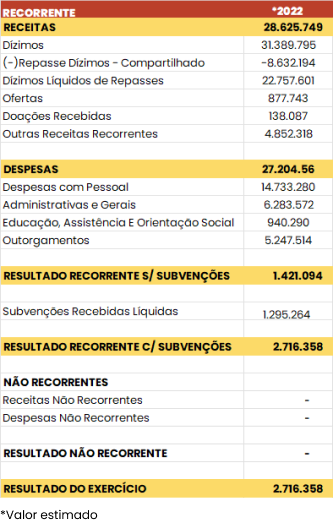 RECORRENTE *2022
RECEITAS 28.625.749
Dízimos 31.389.795
(-)Repasse Dízimos - Compartilhado -8.632.194
Dízimos Líquidos de Repasses 22.757.601
Ofertas 877.743
Doações Recebidas 138.087
Outras Receitas Recorrentes 4.852.318
DESPESAS 27.204.56
Despesas com Pessoal 14.733.280
Administrativas e Gerais 6.283.572
Educação, Assistência E Orientação Social 940.290
Outorgamentos 5.247.514
RESULTADO RECORRENTE S/ SUBVENÇÕES 1.421.094
Subvenções Recebidas Líquidas 1.295.264
RESULTADO RECORRENTE C/ SUBVENÇÕES 2.716.358
NÃO RECORRENTES
Receitas Não Recorrentes -
Despesas Não Recorrentes -
RESULTADO NÃO RECORRENTE -
RESULTADO DO EXERCÍCIO 2.716.358
*Valor estimado